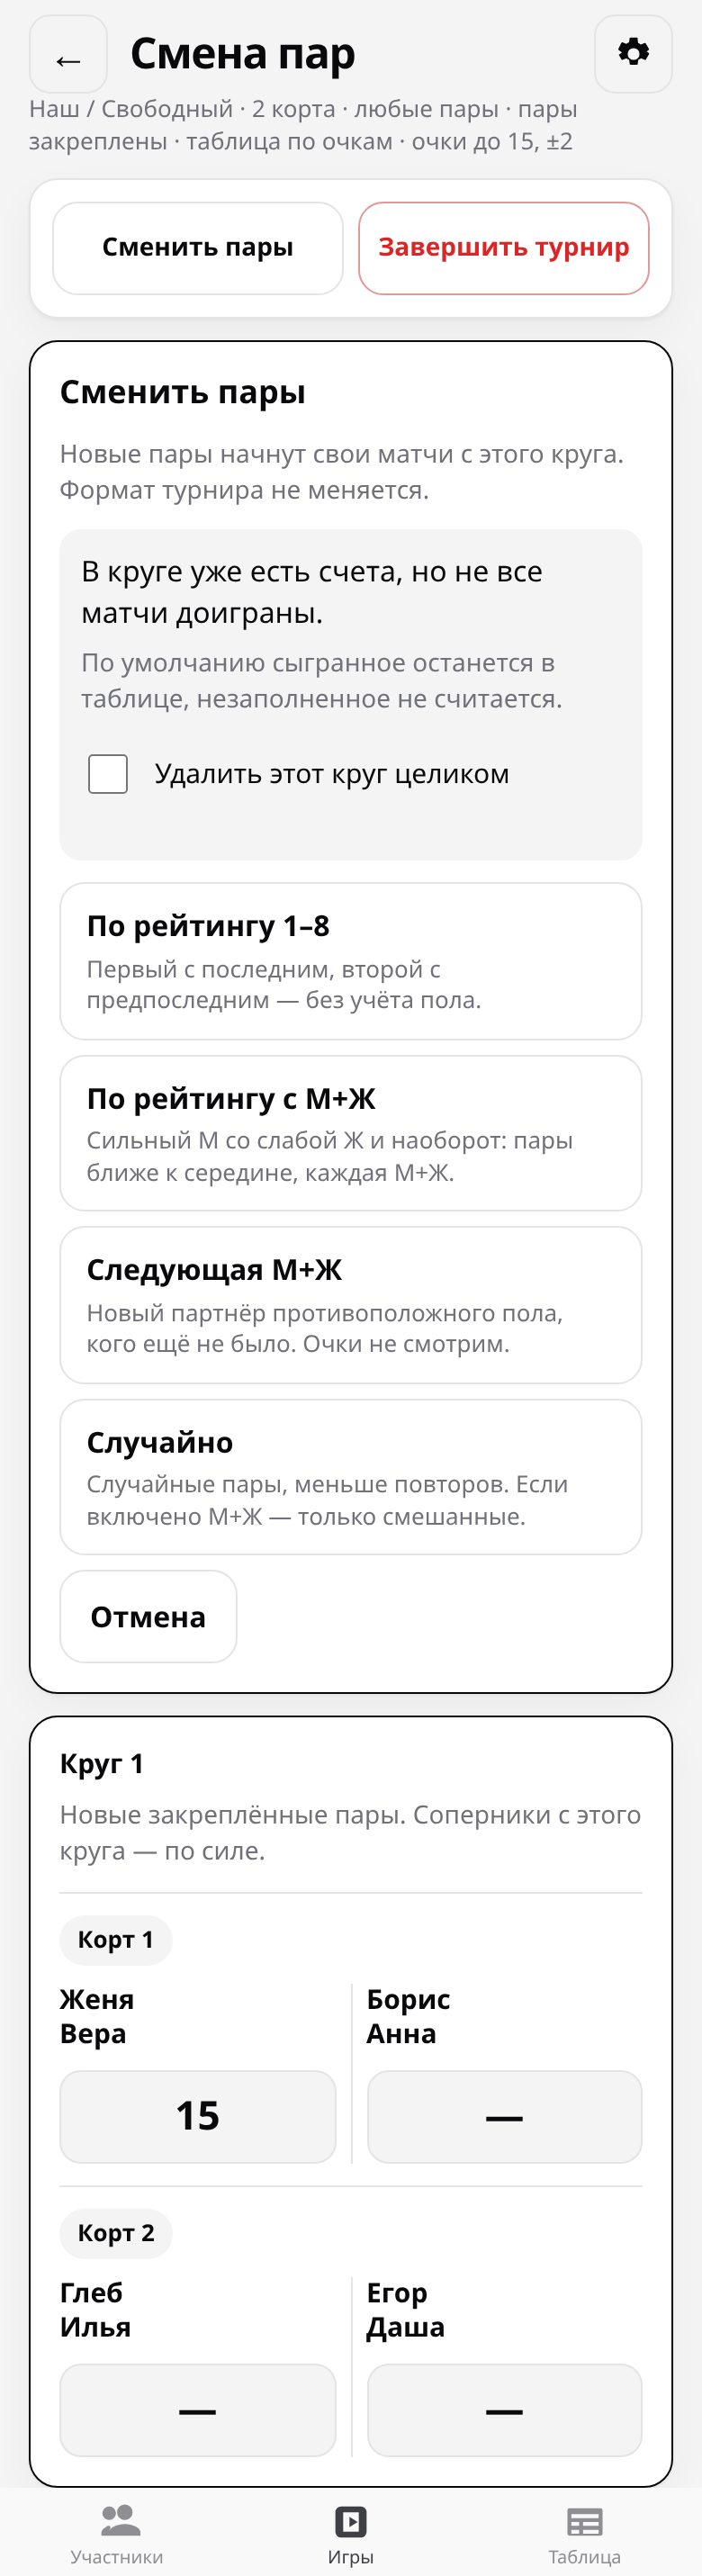 ← Смена пар
Наш / Свободный · 2 корта · любые пары · пары
закреплены · таблица по очкам · очки до 15, ±2
Сменить пары
Завершить турнир
Сменить пары
Новые пары начнут свои матчи с этого круга.
Формат турнира не меняется.
В круге уже есть счета, но не все
матчи доиграны.
По умолчанию сыгранное останется в
таблице, незаполненное не считается.
Удалить этот круг целиком
По рейтингу 1–8
Первый с последним, второй с
предпоследним — без учёта пола.
По рейтингу с М+Ж
Сильный М со слабой Ж и наоборот: пары
ближе к середине, каждая М+Ж.
Следующая М+Ж
Новый партнёр противоположного пола,
кого ещё не было. Очки не смотрим.
Случайно
Случайные пары, меньше повторов. Если
включено М+Ж — только смешанные.
Отмена
Круг 1
Новые закреплённые пары. Соперники с этого
круга — по силе.
Корт 1
Женя
Вера
Борис
Анна
15
—
Корт 2
Глеб
Илья
Егор
Даша
—
—
Участники
Игры
Таблица